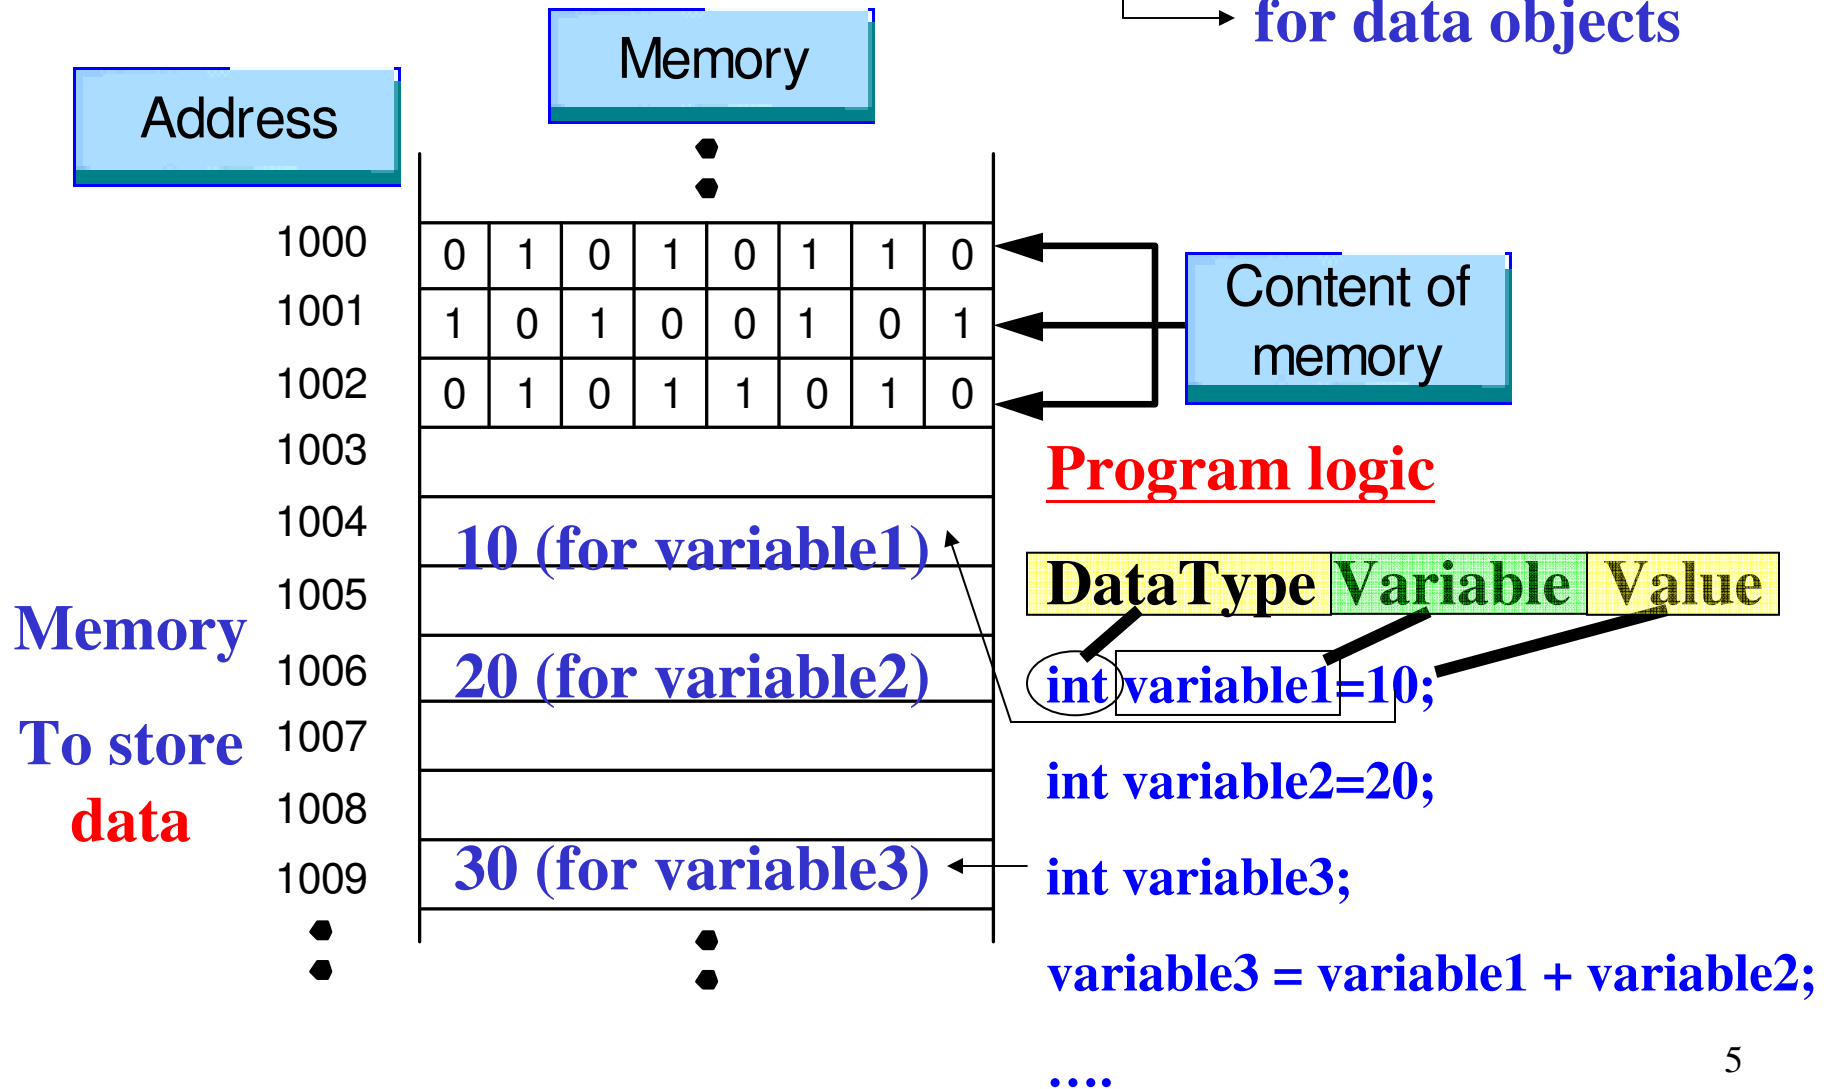 for data objects
Memory
Address
1000 0 1 0 1 0 1 1 0
1001 1 0 1 0 0 1 0 1
1002 0 1 0 1 1 0 1 0
Content of
memory
1003
Program logic
1004 10 (for variable1)
DataType Variable Value
1005
Memory
1006 20 (for variable2)
int variable1=10;
To store
1007
int variable2=20;
data
1008
1009 30 (for variable3)
int variable3;
variable3 = variable1 + variable2;
....
5